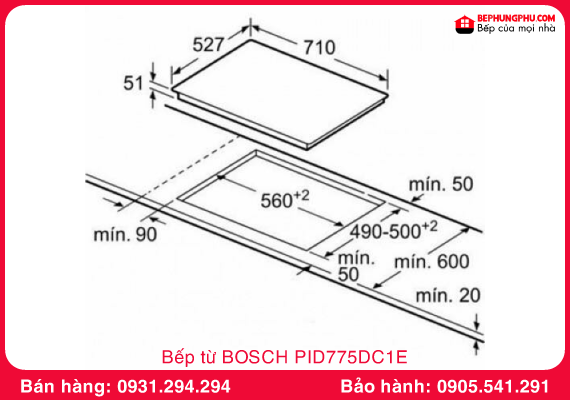 BEPHUNGPHU.COM
Bếp của mọi nhà
527
710
51
mín. 50
560+2
490-500+2
mín. 90
mín.
50
mín. 600
mín. 20
Bếp từ BOSCH PID775DC1E
Bán hàng: 0931.294.294
Bảo hành: 0905.541.291